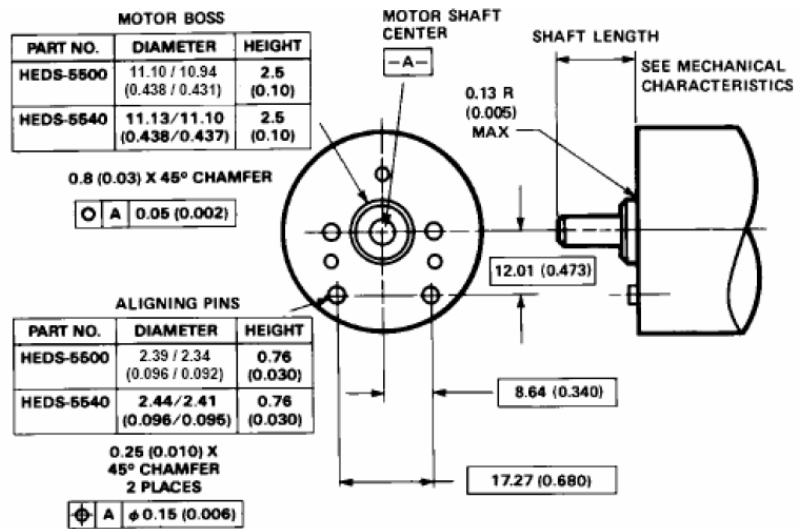 MOTOR BOSS
PART NO. DIAMETER HEIGHT
HEDS-5500 11.10 / 10.94 2.5
(0.438 / 0.431) (0.10)
HEDS-5540 11.13/11.10 2.5
(0.438/0.437) (0.10)
0.8 (0.03) X 45° CHAMFER
○ A 0.05 (0.002)
MOTOR SHAFT
CENTER
-A-
SHAFT LENGTH
SEE MECHANICAL
CHARACTERISTICS
0.13 R
(0.005)
MAX
12.01 (0.473)
ALIGNING PINS
PART NO. DIAMETER HEIGHT
HEDS-5500 2.39 / 2.34 0.76
(0.096 / 0.092) (0.030)
HEDS-5540 2.44/2.41 0.76
(0.096/0.095) (0.030)
0.25 (0.010) X
45° CHAMFER
2 PLACES
⌖ A ϕ 0.15 (0.006)
8.64 (0.340)
17.27 (0.680)